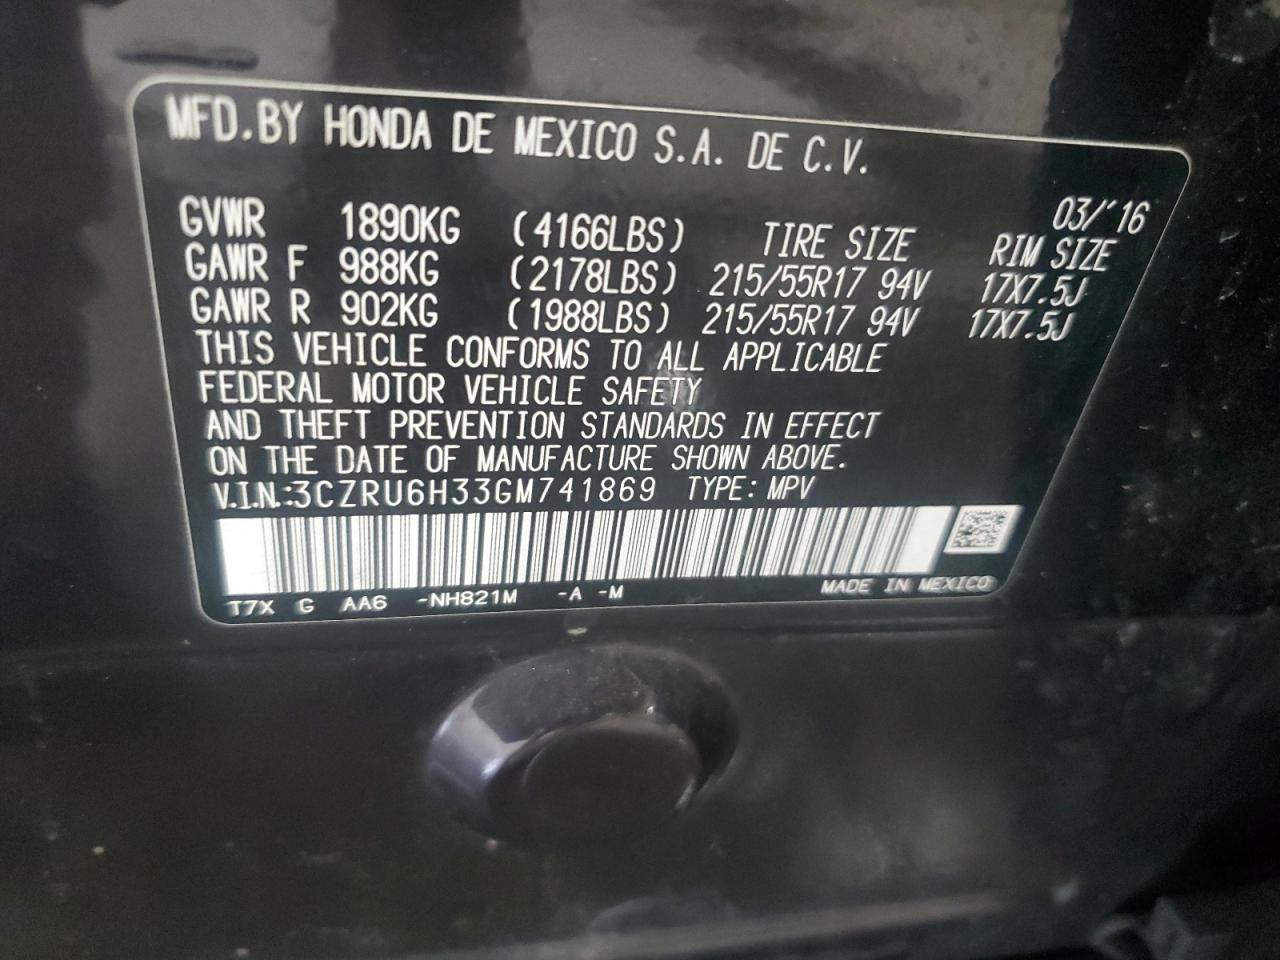 MFD.BY HONDA DE MEXICO S.A. DE C.V.
03/'16
GVWR 1890KG (4166LBS) TIRE SIZE RIM SIZE
GAWR F 988KG (2178LBS) 215/55R17 94V 17X7.5J
GAWR R 902KG (1988LBS) 215/55R17 94V 17X7.5J
THIS VEHICLE CONFORMS TO ALL APPLICABLE
FEDERAL MOTOR VEHICLE SAFETY
AND THEFT PREVENTION STANDARDS IN EFFECT
ON THE DATE OF MANUFACTURE SHOWN ABOVE.
V.I.N.:3CZRU6H33GM741869 TYPE: MPV
T7X G AA6 -NH821M -A -M MADE IN MEXICO